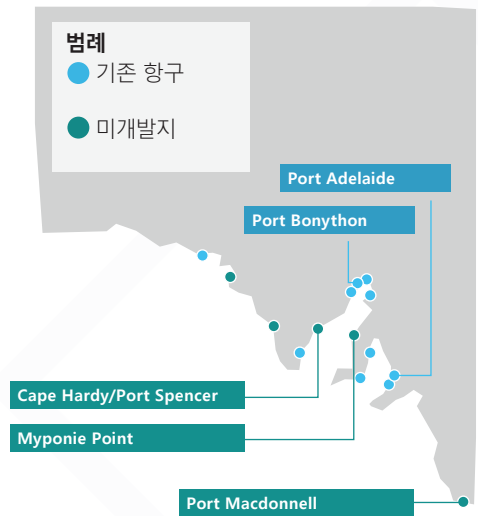 범례
기존 항구
미개발지
Port Adelaide
Port Bonython
Cape Hardy/Port Spencer
Myponie Point
Port Macdonnell